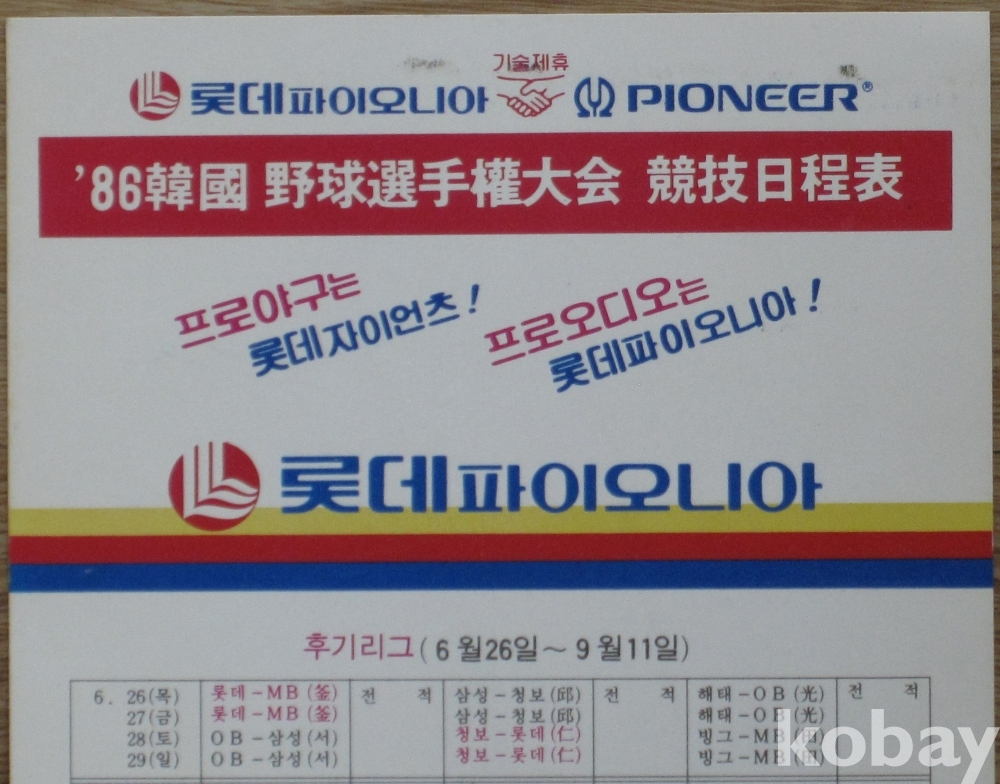 기술제휴
롯데파이오니아 PIONEER®
'86韓國 野球選手權大会 競技日程表
프로야구는
롯데자이언츠!
프로오디오는
롯데파이오니아!
롯데파이오니아
후기리그(6월26일~9월11일)
6. 26(목) 롯데-MB(釜) 전 적 삼성-청보(邱) 전 적 해태-OB(光) 전 적
27(금) 롯데-MB(釜) 삼성-청보(邱) 해태-OB(光)
28(토) OB-삼성(서) 청보-롯데(仁) 빙그-MB(田)
29(일) OB-삼성(서) 청보-롯데(仁) 빙그-MB(田)
kobay